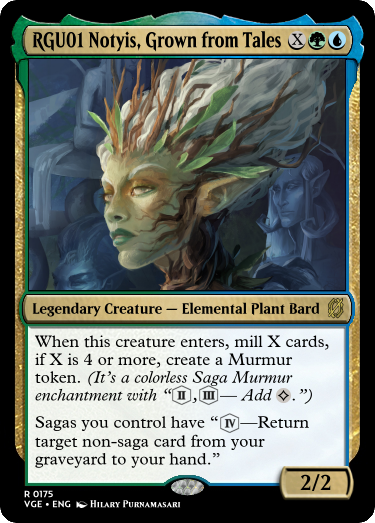 RGU01 Notyis, Grown from Tales X
Legendary Creature — Elemental Plant Bard
When this creature enters, mill X cards,
if X is 4 or more, create a Murmur
token. (It's a colorless Saga Murmur
enchantment with “II, III— Add .”)
Sagas you control have “IV—Return
target non-saga card from your
graveyard to your hand.”
2/2
R 0175
VGE • ENG Hilary Purnamasari